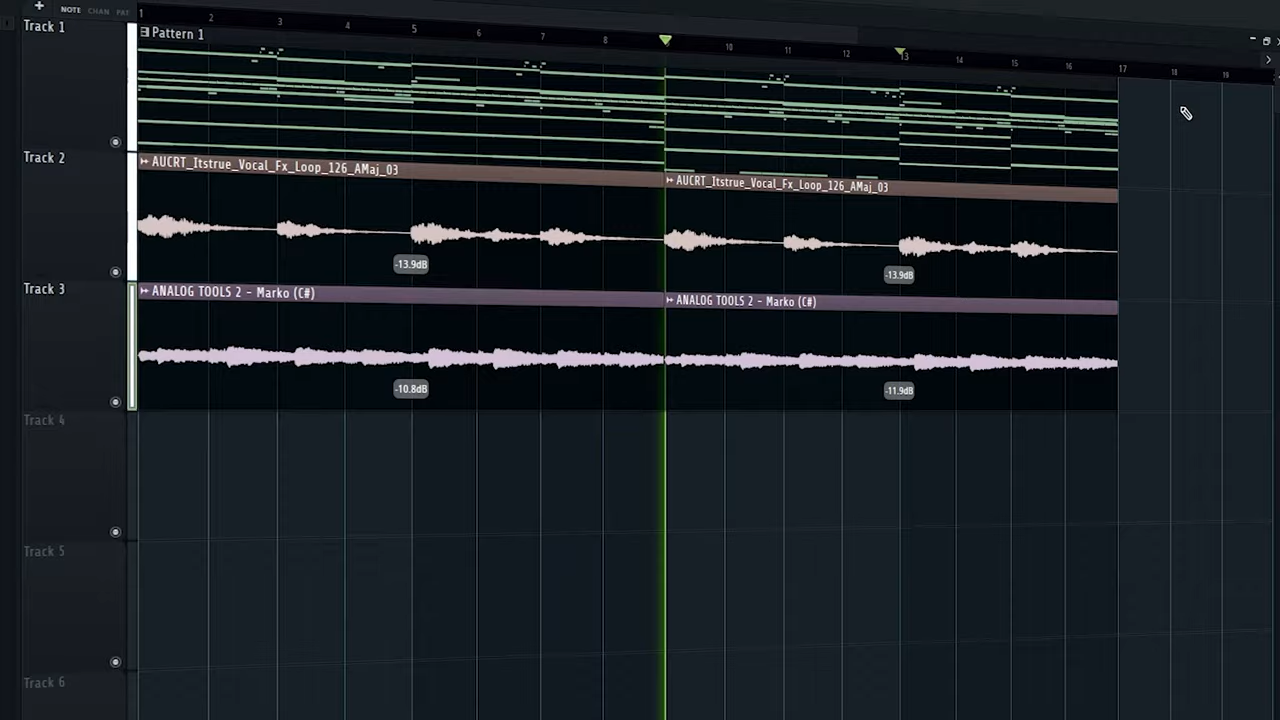 NOTE CHAN PAT
1 2 3 4 5 6 7 8 10 11 12 13 14 15 16 17 18 19
Track 1
Pattern 1
Track 2
AUCRT_Itstrue_Vocal_Fx_Loop_126_AMaj_03
AUCRT_Itstrue_Vocal_Fx_Loop_126_AMaj_03
-13.9dB
-13.9dB
Track 3
ANALOG TOOLS 2 - Marko (C#)
ANALOG TOOLS 2 - Marko (C#)
-10.8dB
-11.9dB
Track 4
Track 5
Track 6